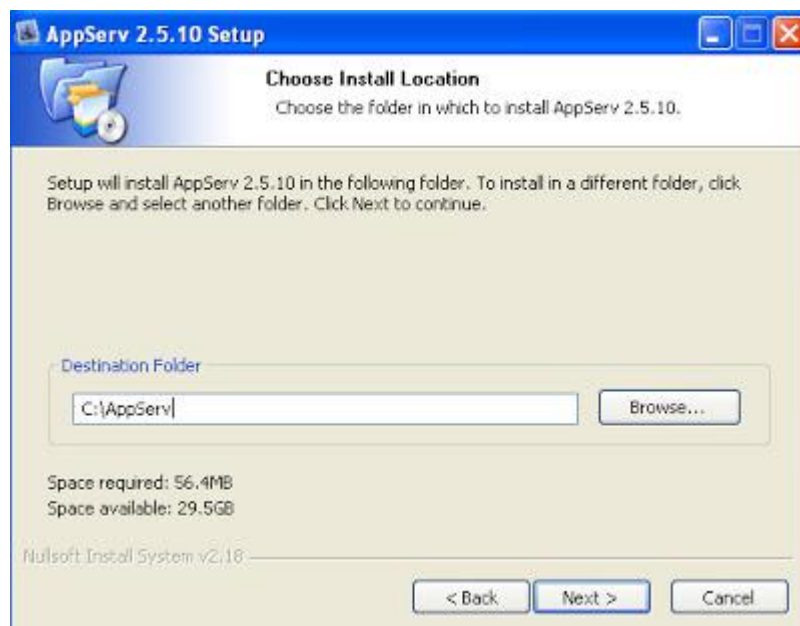 AppServ 2.5.10 Setup
Choose Install Location
Choose the folder in which to install AppServ 2.5.10.
Setup will install AppServ 2.5.10 in the following folder. To install in a different folder, click
Browse and select another folder. Click Next to continue.
Destination Folder
C:\AppServ
Browse...
Space required: 56.4MB
Space available: 29.5GB
Nullsoft Install System v2.18
< Back
Next >
Cancel